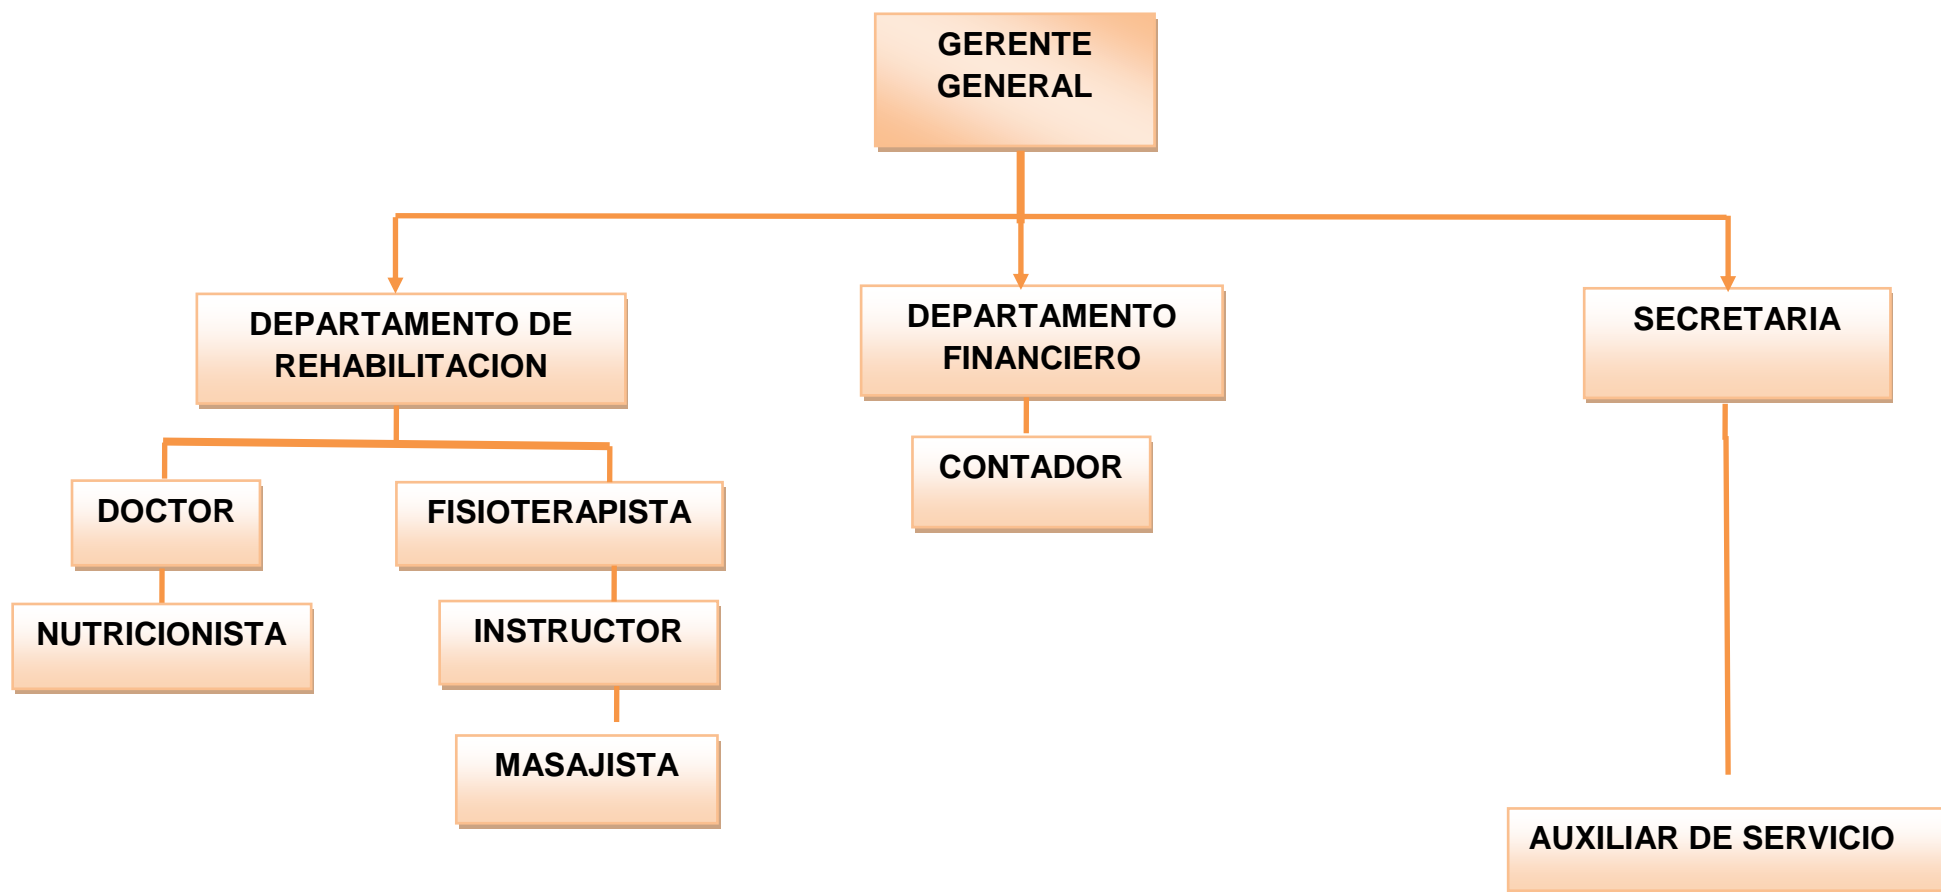 GERENTE
GENERAL
DEPARTAMENTO DE
REHABILITACION
DEPARTAMENTO
FINANCIERO
SECRETARIA
CONTADOR
DOCTOR
FISIOTERAPISTA
NUTRICIONISTA
INSTRUCTOR
MASAJISTA
AUXILIAR DE SERVICIO